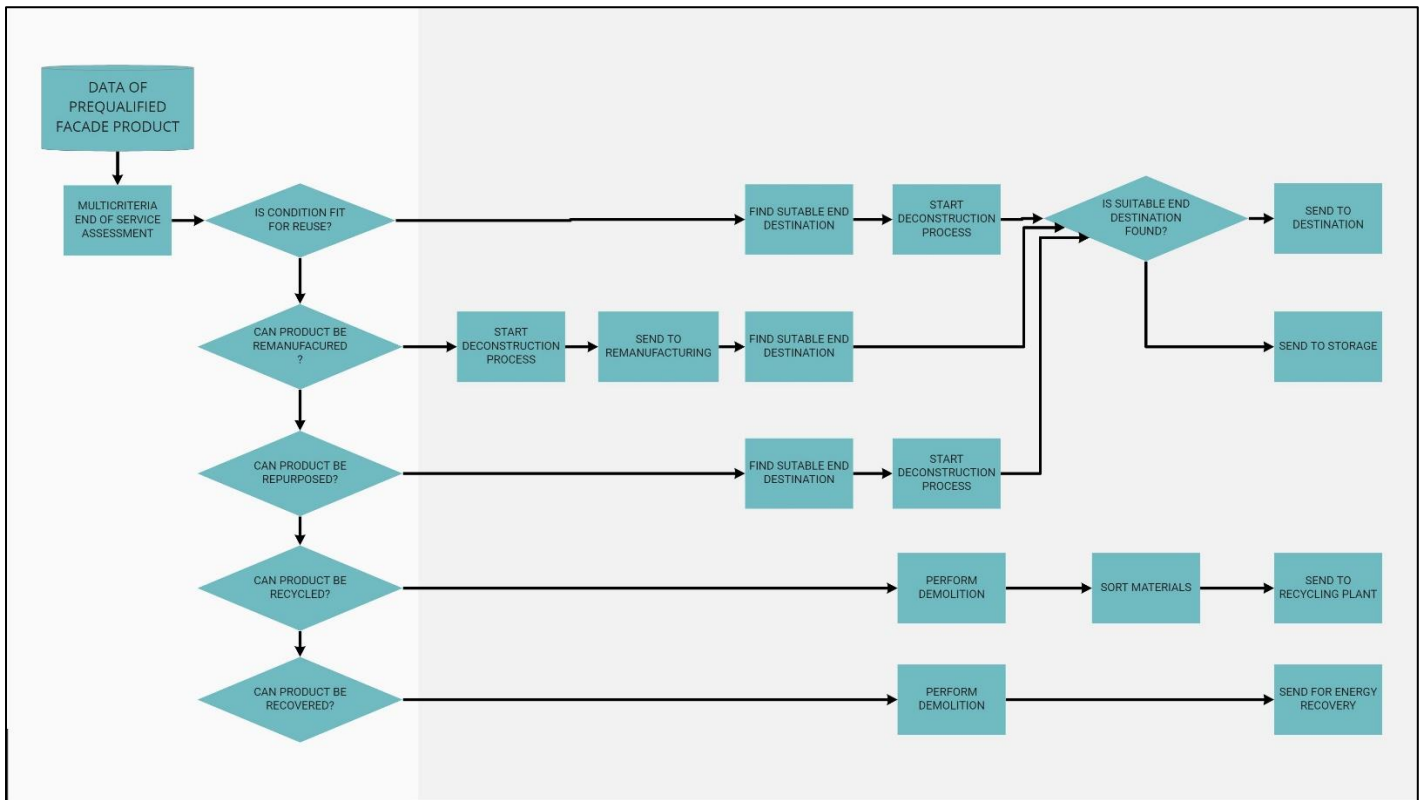 DATA OF
PREQUALIFIED
FACADE PRODUCT
MULTICRITERIA
END OF SERVICE
ASSESSMENT
IS CONDITION FIT
FOR REUSE?
FIND SUTABLE END
DESTINATION
START
DECONSTRUCTION
PROCESS
IS SUITABLE END
DESTINATION
FOUND?
SEND TO
DESTINATION
CAN PRODUCT BE
REMANUFACURED
?
START
DECONSTRUCTION
PROCESS
SEND TO
REMANUFACTURING
FIND SUTABLE END
DESTINATION
SEND TO STORAGE
CAN PRODUCT BE
REPURPOSED?
FIND SUTABLE END
DESTINATION
START
DECONSTRUCTION
PROCESS
CAN PRODUCT BE
RECYCLED?
PERFORM
DEMOLITION
SORT MATERIALS
SEND TO
RECYCLING PLANT
CAN PRODUCT BE
RECOVERED?
PERFORM
DEMOLITION
SEND FOR ENERGY
RECOVERY